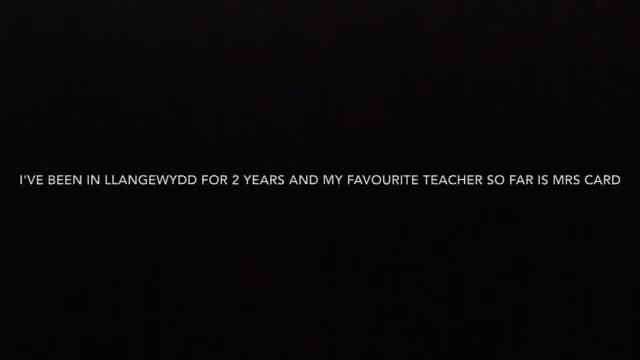 I'VE BEEN IN LLANGEWYDD FOR 2 YEARS AND MY FAVOURITE TEACHER SO FAR IS MRS CARD